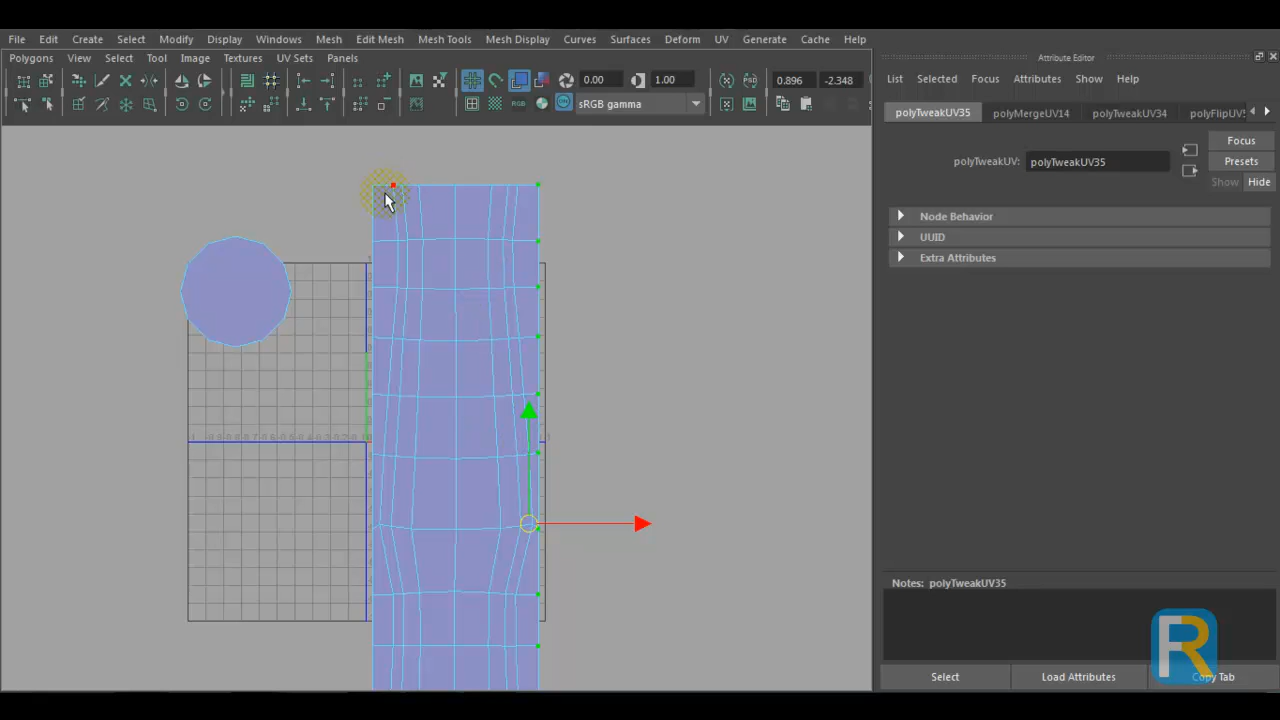 File Edit Create Select Modify Display Windows Mesh Edit Mesh Mesh Tools Mesh Display Curves Surfaces Deform UV Generate Cache Help
Polygons View Select Tool Image Textures UV Sets Panels
Attribute Editor
List Selected Focus Attributes Show Help
0.00 1.00 0.896 -2.348
RGB sRGB gamma
polyTweakUV35 polyMergeUV14 polyTweakUV34 polyFlipUV
Focus
polyTweakUV: polyTweakUV35
Presets
Show Hide
Node Behavior
UUID
Extra Attributes
Notes: polyTweakUV35
Select Load Attributes Copy Tab